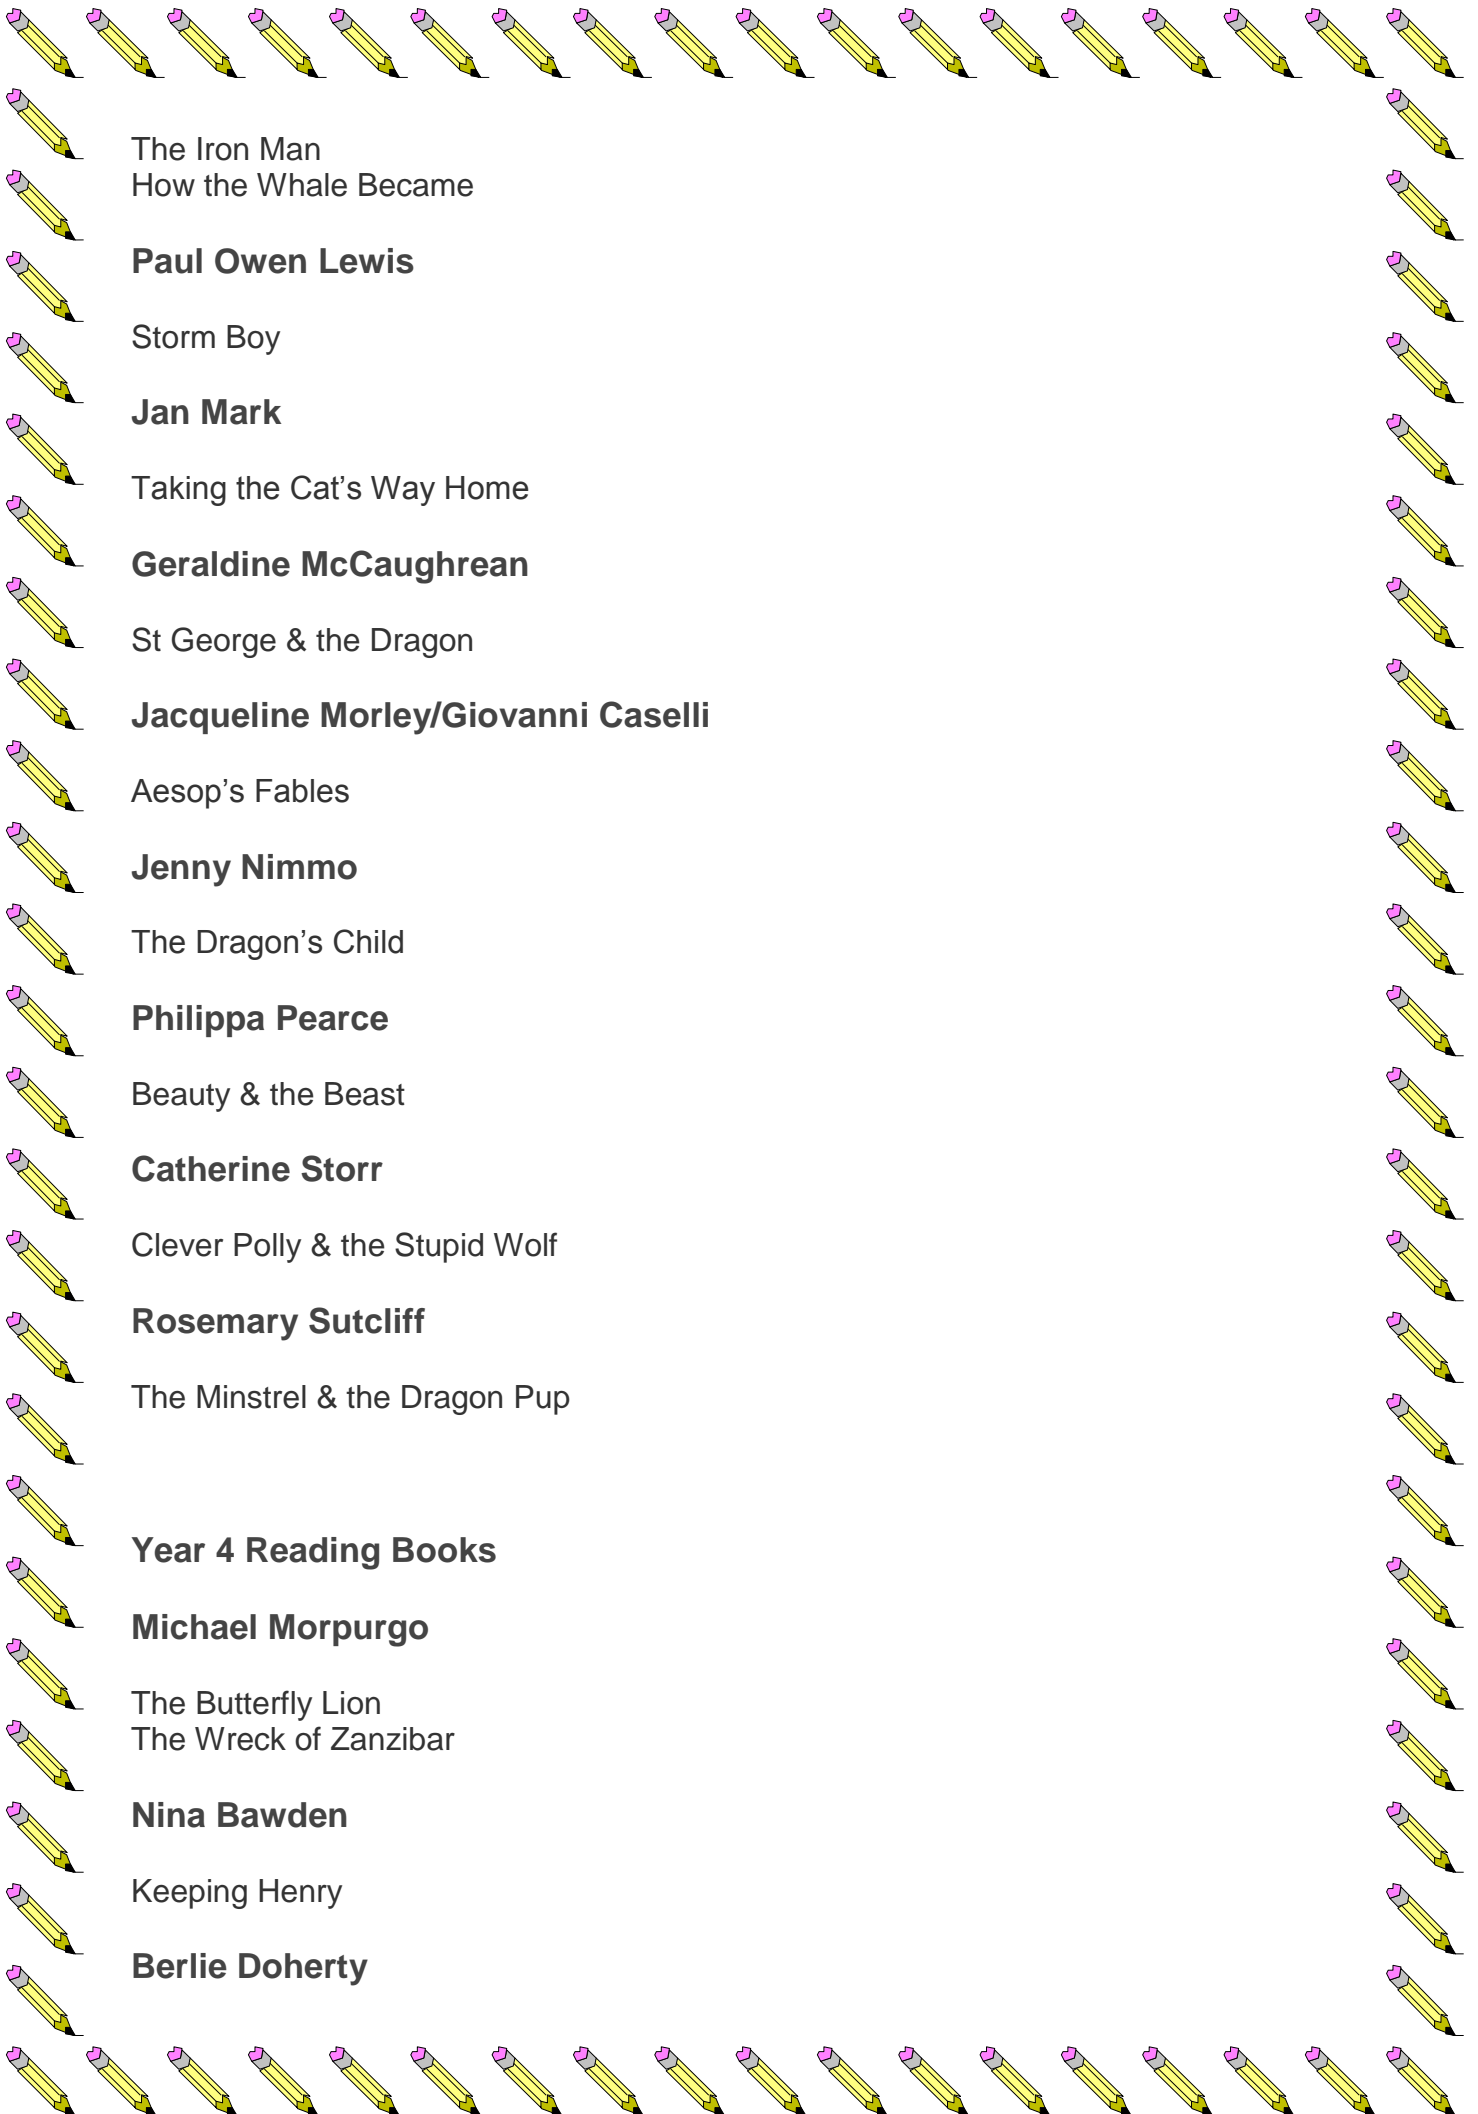 The Iron Man
How the Whale Became
Paul Owen Lewis
Storm Boy
Jan Mark
Taking the Cat’s Way Home
Geraldine McCaughrean
St George & the Dragon
Jacqueline Morley/Giovanni Caselli
Aesop’s Fables
Jenny Nimmo
The Dragon’s Child
Philippa Pearce
Beauty & the Beast
Catherine Storr
Clever Polly & the Stupid Wolf
Rosemary Sutcliff
The Minstrel & the Dragon Pup
Year 4 Reading Books
Michael Morpurgo
The Butterfly Lion
The Wreck of Zanzibar
Nina Bawden
Keeping Henry
Berlie Doherty